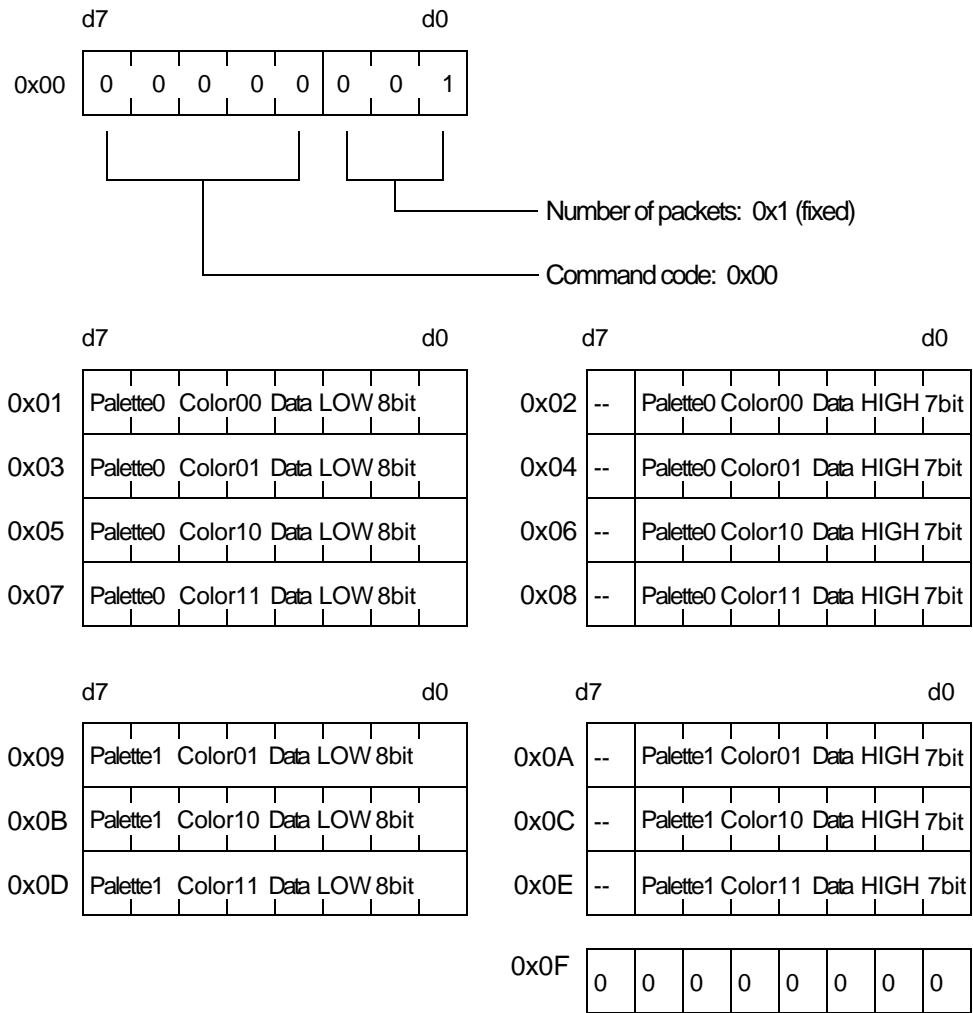 d7 d0
0x00 0 0 0 0 0 0 0 1
Number of packets: 0x1 (fixed)
Command code: 0x00
d7 d0 d7 d0
0x01 Palette0 Color00 Data LOW 8bit 0x02 -- Palette0 Color00 Data HIGH 7bit
0x03 Palette0 Color01 Data LOW 8bit 0x04 -- Palette0 Color01 Data HIGH 7bit
0x05 Palette0 Color10 Data LOW 8bit 0x06 -- Palette0 Color10 Data HIGH 7bit
0x07 Palette0 Color11 Data LOW 8bit 0x08 -- Palette0 Color11 Data HIGH 7bit
d7 d0 d7 d0
0x09 Palette1 Color01 Data LOW 8bit 0x0A -- Palette1 Color01 Data HIGH 7bit
0x0B Palette1 Color10 Data LOW 8bit 0x0C -- Palette1 Color10 Data HIGH 7bit
0x0D Palette1 Color11 Data LOW 8bit 0x0E -- Palette1 Color11 Data HIGH 7bit
0x0F 0 0 0 0 0 0 0 0